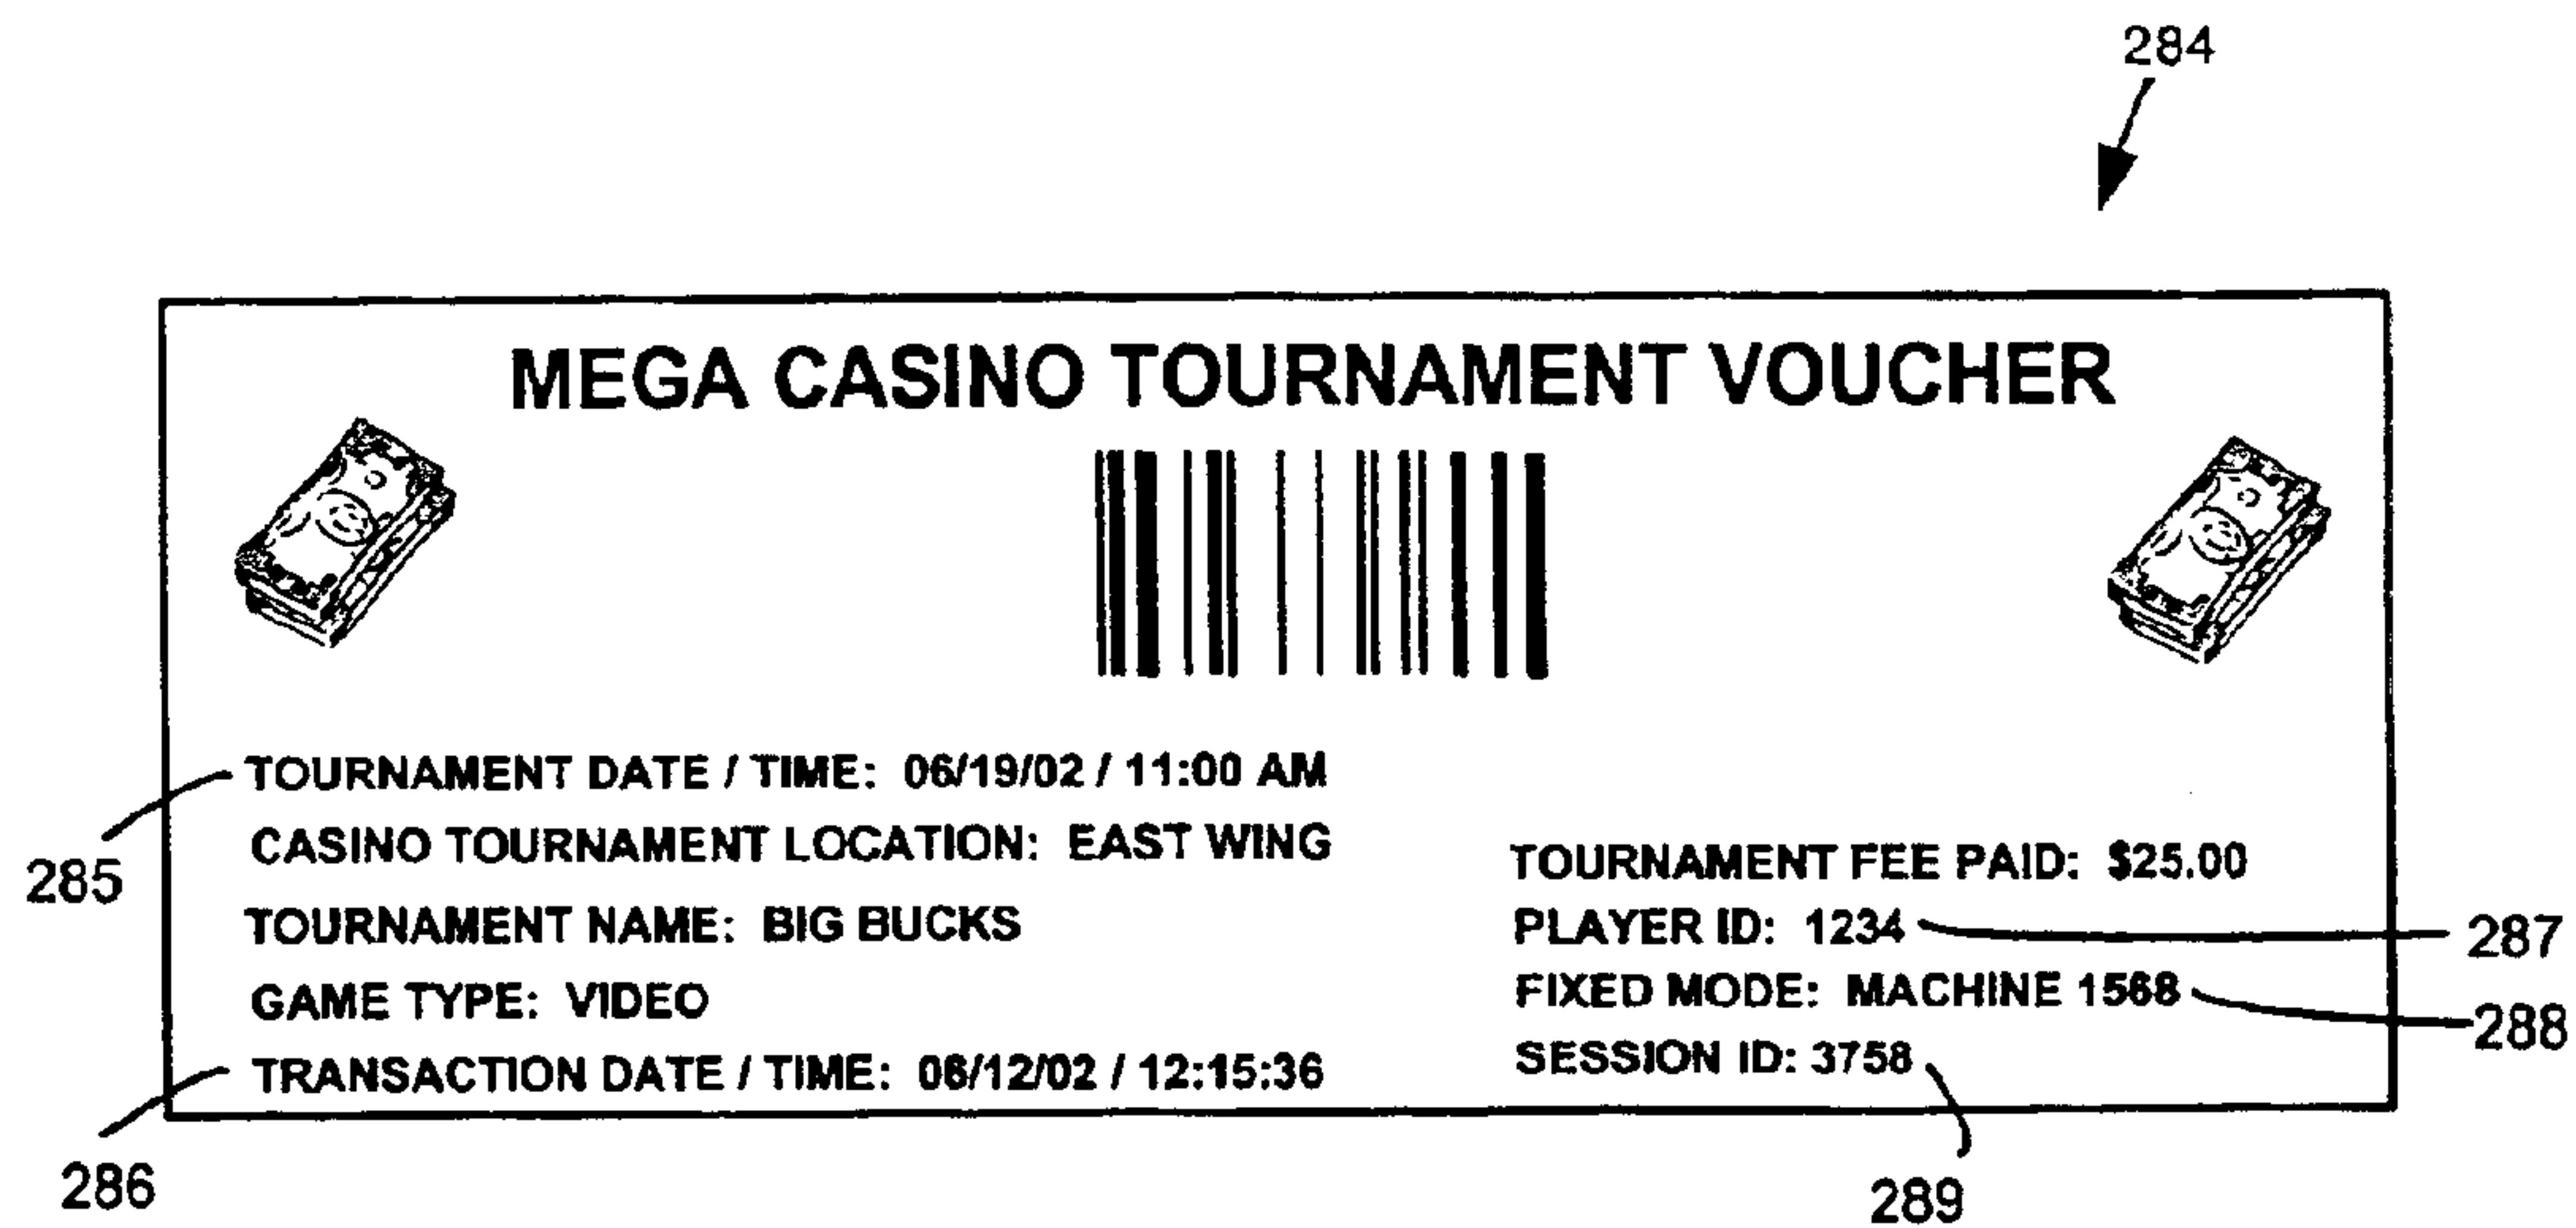 284
MEGA CASINO TOURNAMENT VOUCHER
TOURNAMENT DATE / TIME: 06/19/02 / 11:00 AM
285
CASINO TOURNAMENT LOCATION: EAST WING
TOURNAMENT NAME: BIG BUCKS
GAME TYPE: VIDEO
TRANSACTION DATE / TIME: 06/12/02 / 12:15:36
286
TOURNAMENT FEE PAID: $25.00
PLAYER ID: 1234
287
FIXED MODE: MACHINE 1568
288
SESSION ID: 3758
289